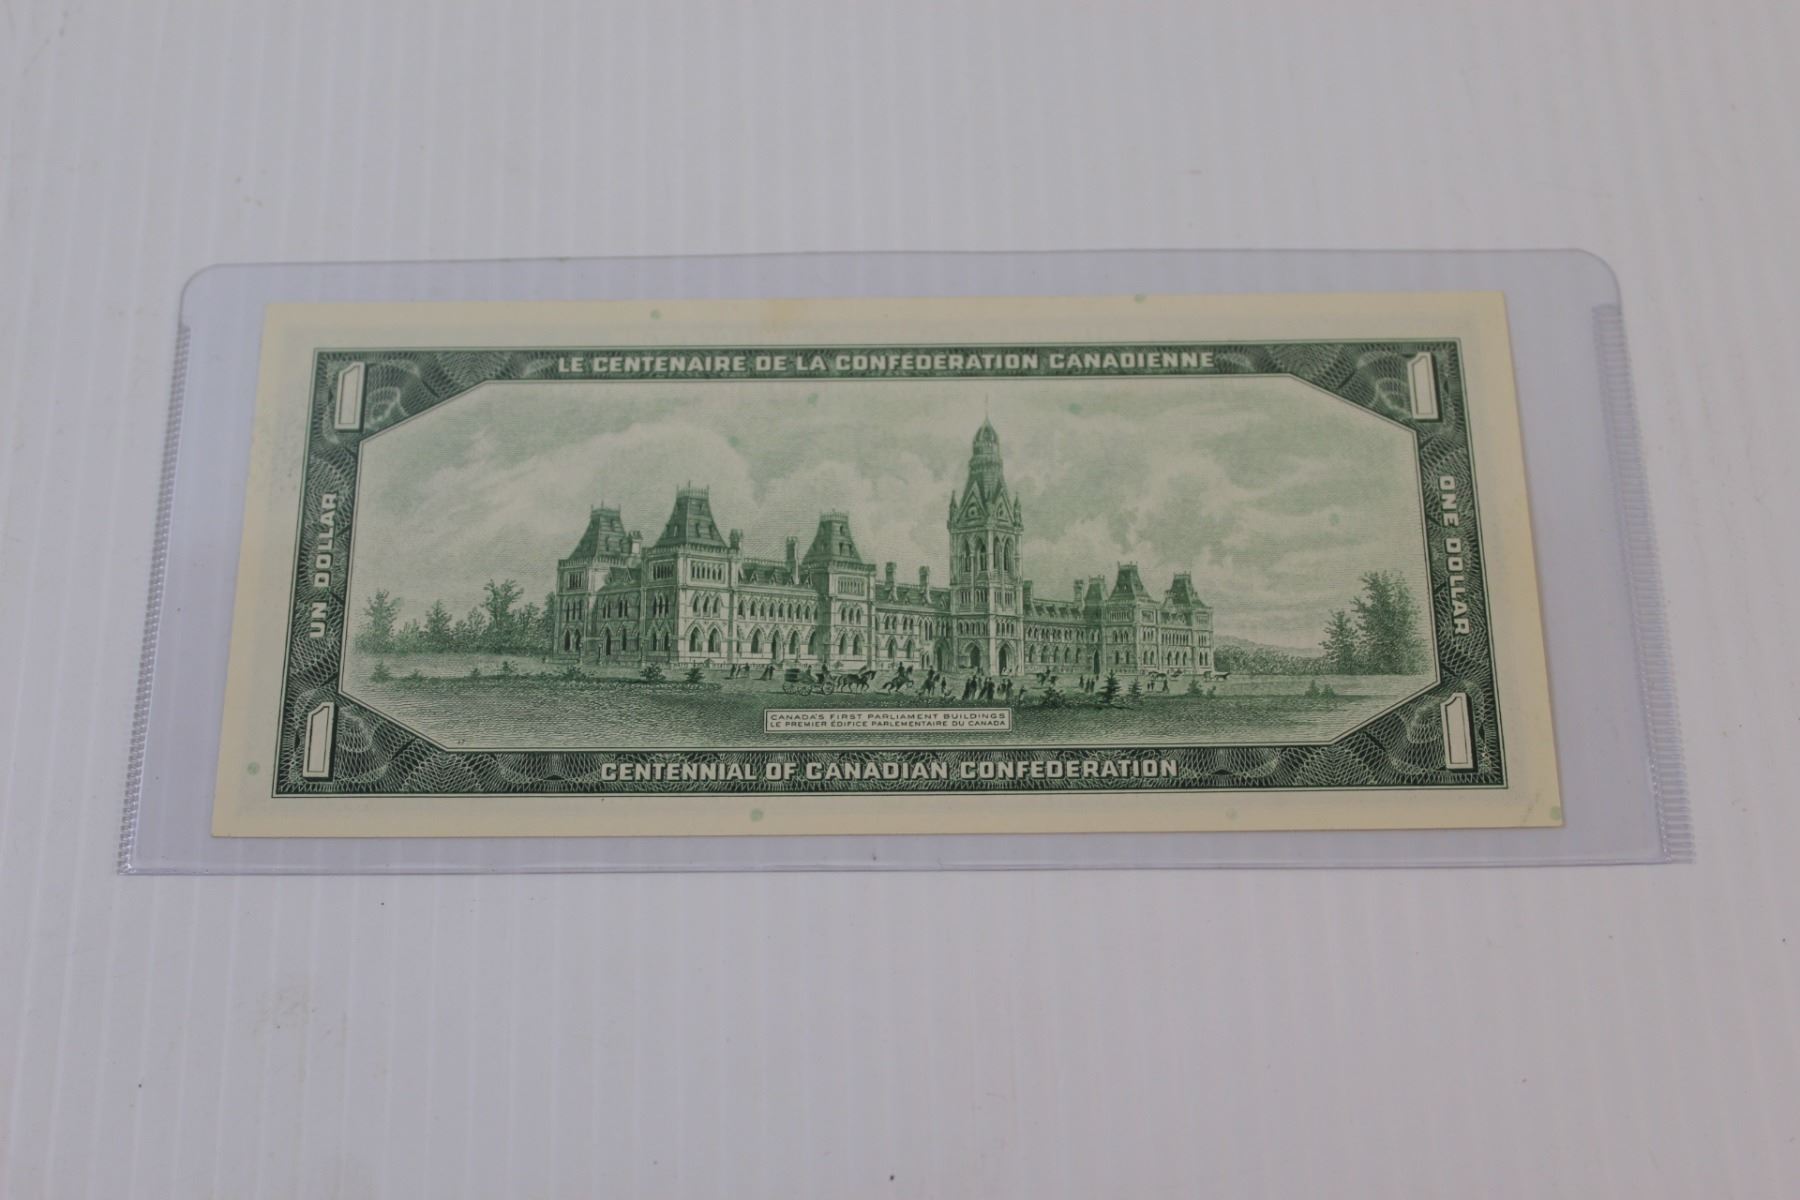 1
LE CENTENAIRE DE LA CONFÉDÉRATION CANADIENNE
1
UN DOLLAR
ONE DOLLAR
CANADA'S FIRST PARLIAMENT BUILDINGS
LE PREMIER ÉDIFICE PARLEMENTAIRE DU CANADA
1
CENTENNIAL OF CANADIAN CONFEDERATION
1